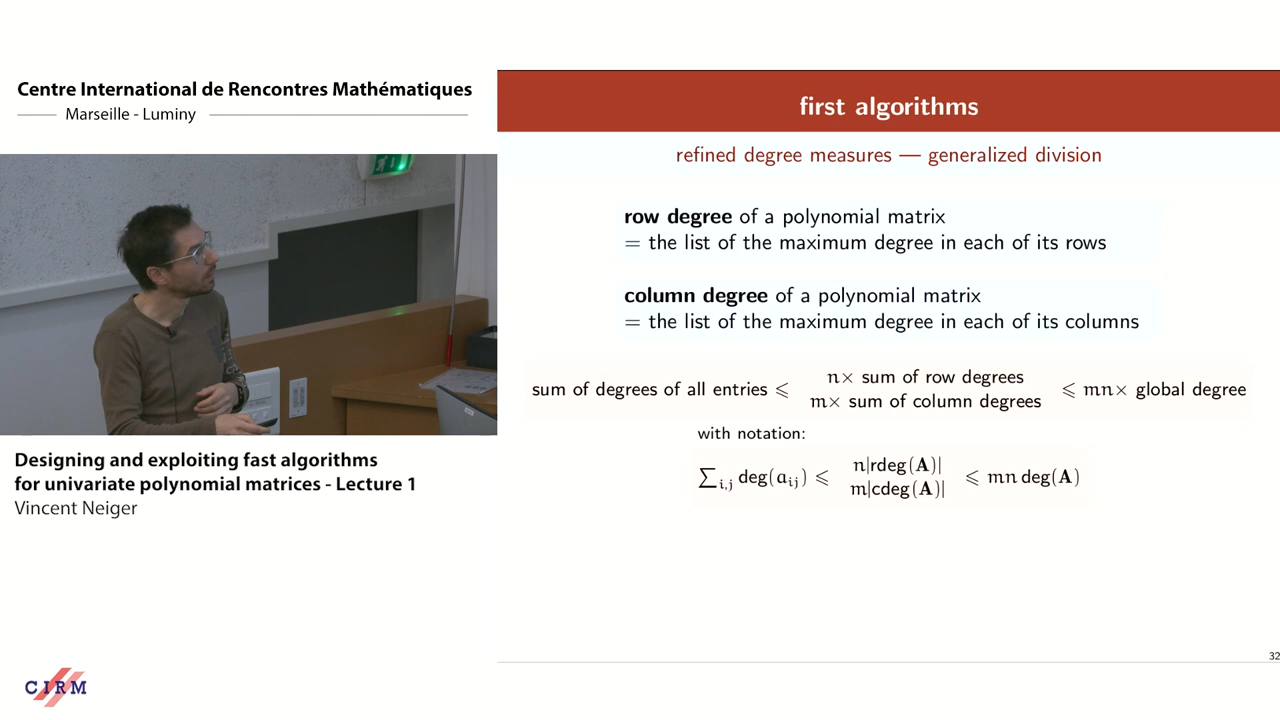 Centre International de Rencontres Mathématiques
Marseille - Luminy
Designing and exploiting fast algorithms
for univariate polynomial matrices - Lecture 1
Vincent Neiger
CIRM
first algorithms
refined degree measures — generalized division
row degree of a polynomial matrix
= the list of the maximum degree in each of its rows
column degree of a polynomial matrix
= the list of the maximum degree in each of its columns
sum of degrees of all entries ⩽ n× sum of row degrees ⩽ mn× global degree
m× sum of column degrees
with notation:
∑i,j deg(aij) ⩽ n|rdeg(A)| ⩽ mn deg(A)
m|cdeg(A)|
32